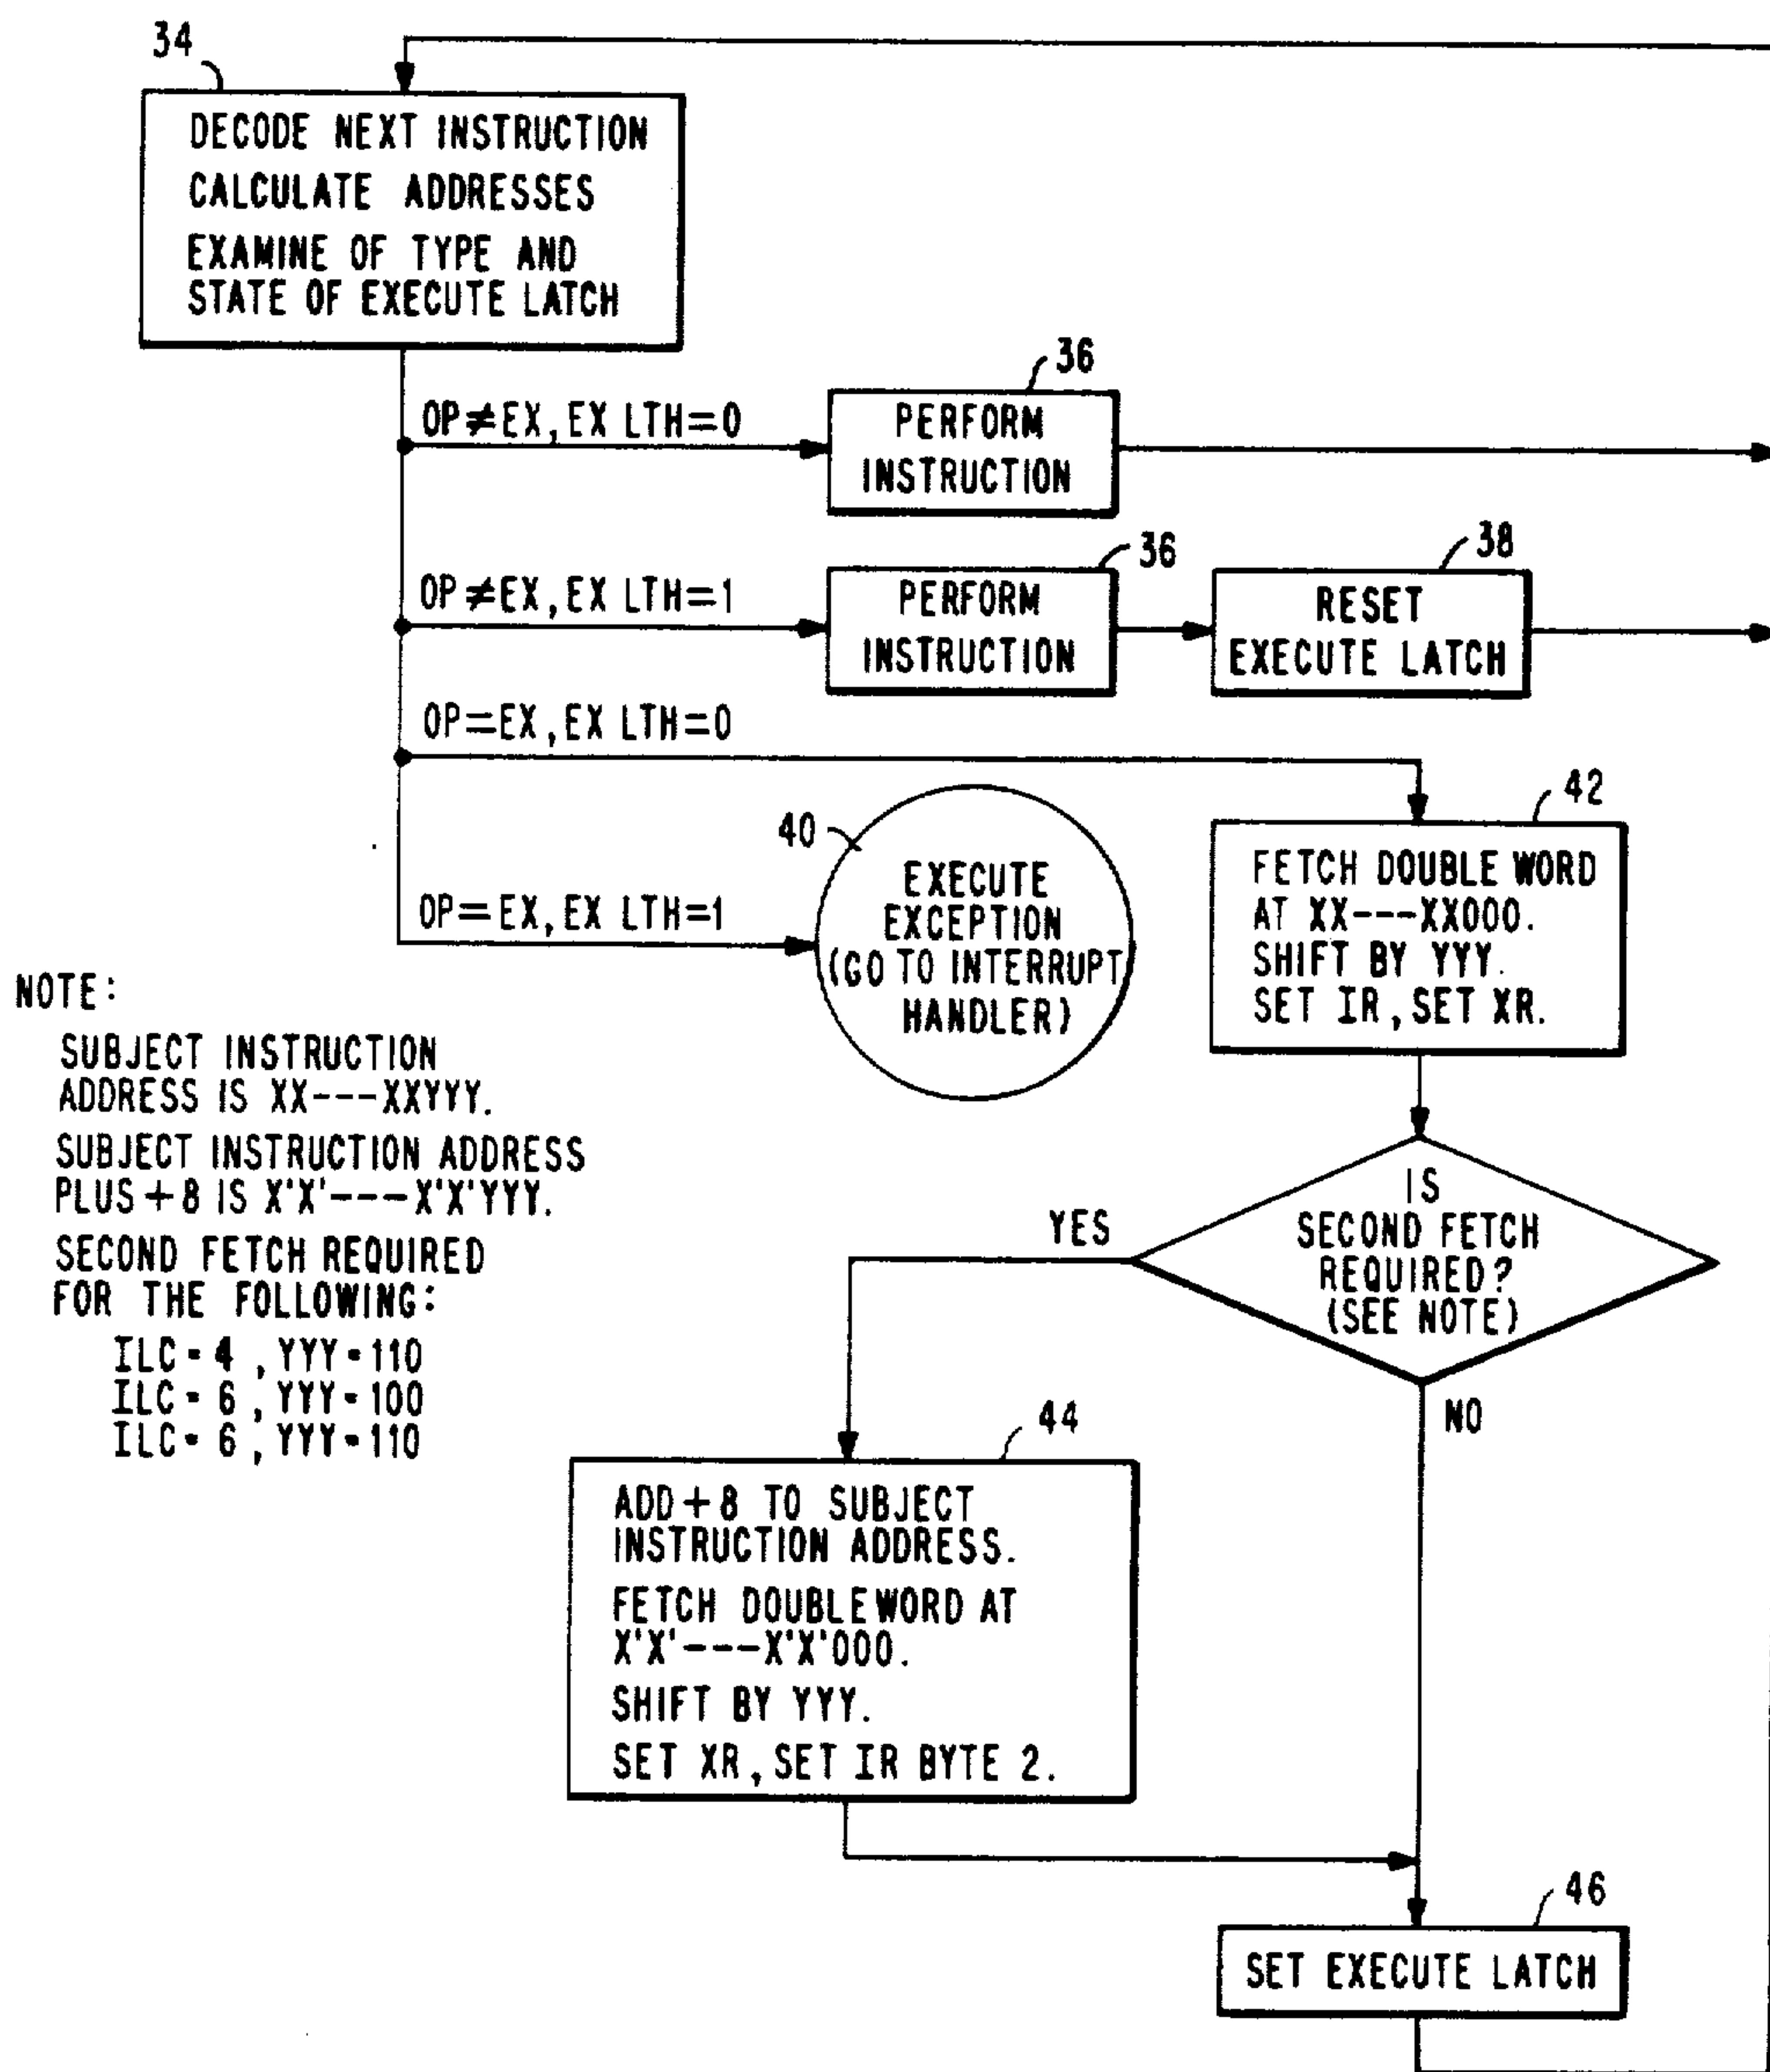 34
DECODE NEXT INSTRUCTION
CALCULATE ADDRESSES
EXAMINE OF TYPE AND
STATE OF EXECUTE LATCH
OP≠EX, EX LTH=0
36
PERFORM
INSTRUCTION
OP≠EX, EX LTH=1
36
PERFORM
INSTRUCTION
38
RESET
EXECUTE LATCH
OP=EX, EX LTH=0
OP=EX, EX LTH=1
40
EXECUTE
EXCEPTION
(GO TO INTERRUPT
HANDLER)
42
FETCH DOUBLE WORD
AT XX---XX000.
SHIFT BY YYY.
SET IR, SET XR.
NOTE:
SUBJECT INSTRUCTION
ADDRESS IS XX---XXYYY.
SUBJECT INSTRUCTION ADDRESS
PLUS +8 IS X'X'---X'X'YYY.
SECOND FETCH REQUIRED
FOR THE FOLLOWING:
ILC=4, YYY=110
ILC=6, YYY=100
ILC=6, YYY=110
IS
SECOND FETCH
REQUIRED?
(SEE NOTE)
YES
NO
44
ADD +8 TO SUBJECT
INSTRUCTION ADDRESS.
FETCH DOUBLEWORD AT
X'X'---X'X'000.
SHIFT BY YYY.
SET XR, SET IR BYTE 2.
46
SET EXECUTE LATCH